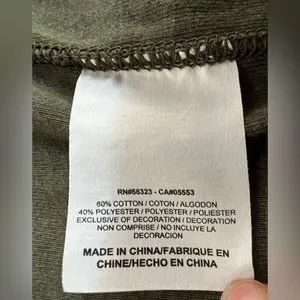 RN#56323 - CA#05553
60% COTTON / COTON / ALGODON
40% POLYESTER / POLYESTER / POLIESTER
EXCLUSIVE OF DECORATION / DECORATION
NON COMPRISE / NO INCLUYE LA
DECORACION
MADE IN CHINA/FABRIQUE EN
CHINE/HECHO EN CHINA